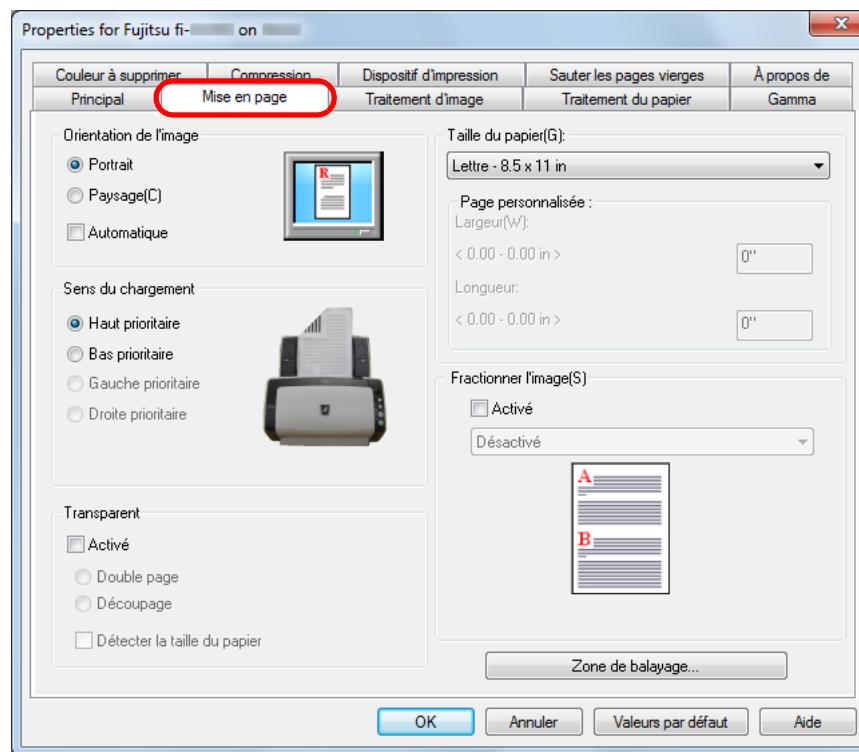 Properties for Fujitsu fi- on
Couleur à supprimer Compression Dispositif d'impression Sauter les pages vierges À propos de
Principal Mise en page Traitement d'image Traitement du papier Gamma
Orientation de l'image
Portrait
Paysage(C)
Automatique
R
Sens du chargement
Haut prioritaire
Bas prioritaire
Gauche prioritaire
Droite prioritaire
Transparent
Activé
Double page
Découpage
Détecter la taille du papier
Taille du papier(G):
Lettre - 8.5 x 11 in
Page personnalisée :
Largeur(W):
< 0.00 - 0.00 in > 0''
Longueur:
< 0.00 - 0.00 in > 0''
Fractionner l'image(S)
Activé
Désactivé
A
B
Zone de balayage...
OK Annuler Valeurs par défaut Aide